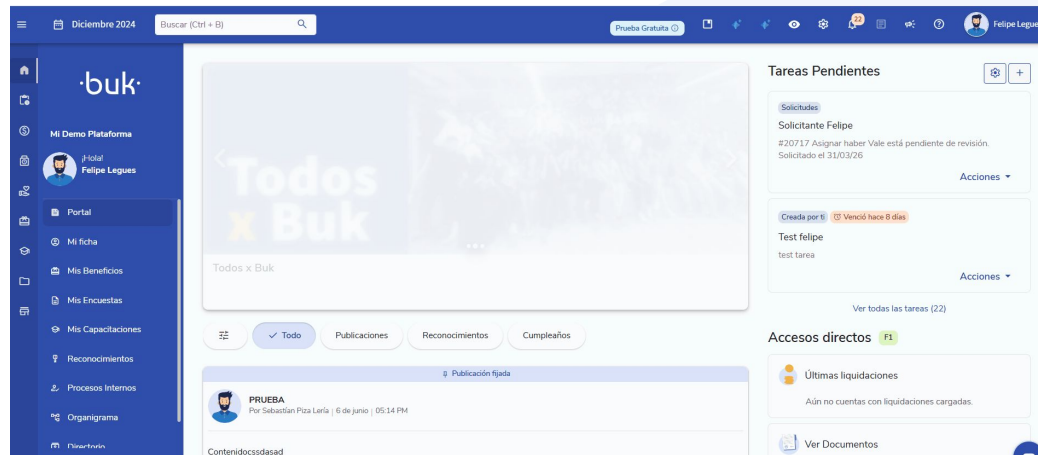 Diciembre 2024
Buscar (Ctrl + B)
Prueba Gratuita
22
Felipe Legue
·buk·
Mi Demo Plataforma
¡Hola!
Felipe Legues
Portal
Mi ficha
Mis Beneficios
Mis Encuestas
Mis Capacitaciones
Reconocimientos
Procesos Internos
Organigrama
Directorio
Todos
x Buk
Todos x Buk
Todo
Publicaciones
Reconocimientos
Cumpleaños
Publicación fijada
PRUEBA
Por Sebastían Piza Lería | 6 de junio | 05:14 PM
Contenidocssdasad
Tareas Pendientes
Solicitudes
Solicitante Felipe
#20717 Asignar haber Vale está pendiente de revisión.
Solicitado el 31/03/26
Acciones
Creada por ti
Venció hace 8 días
Test felipe
test tarea
Acciones
Ver todas las tareas (22)
Accesos directos F1
Últimas liquidaciones
Aún no cuentas con liquidaciones cargadas.
Ver Documentos